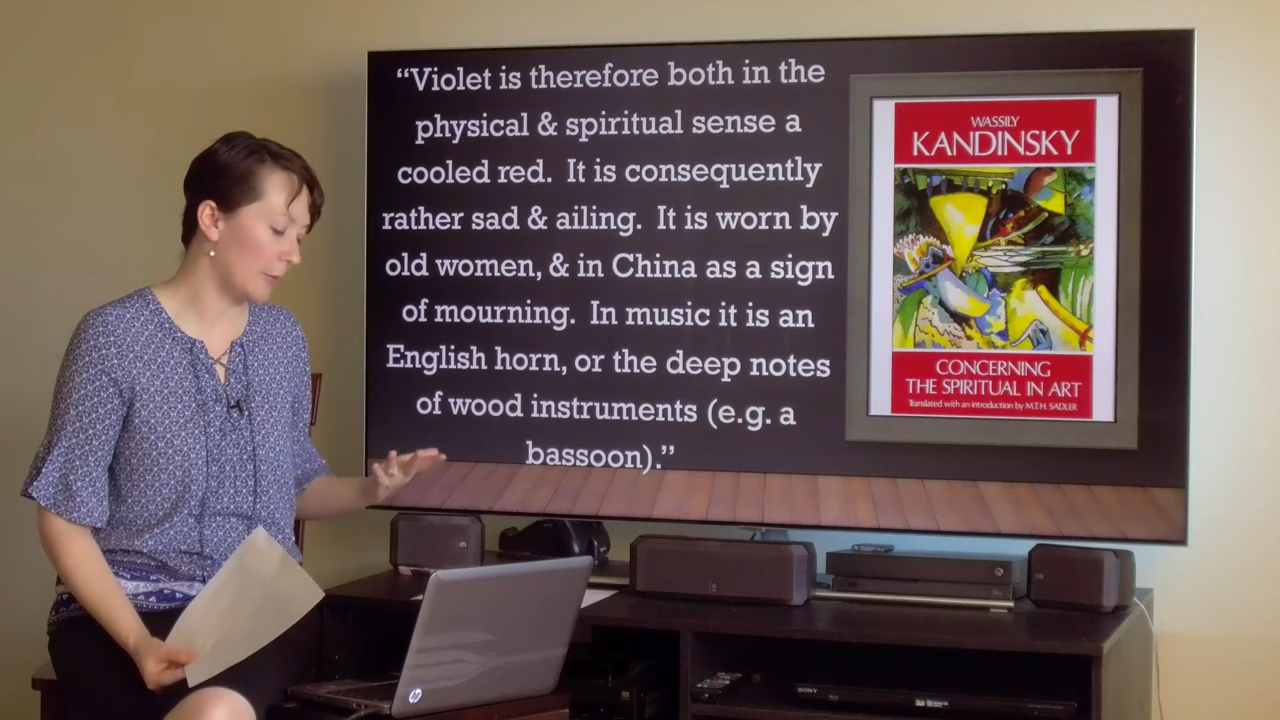 “Violet is therefore both in the
physical & spiritual sense a
cooled red. It is consequently
rather sad & ailing. It is worn by
old women, & in China as a sign
of mourning. In music it is an
English horn, or the deep notes
of wood instruments (e.g. a
bassoon).”
WASSILY
KANDINSKY
CONCERNING
THE SPIRITUAL IN ART
Translated with an introduction by M.T.H. SADLER
hp
SONY